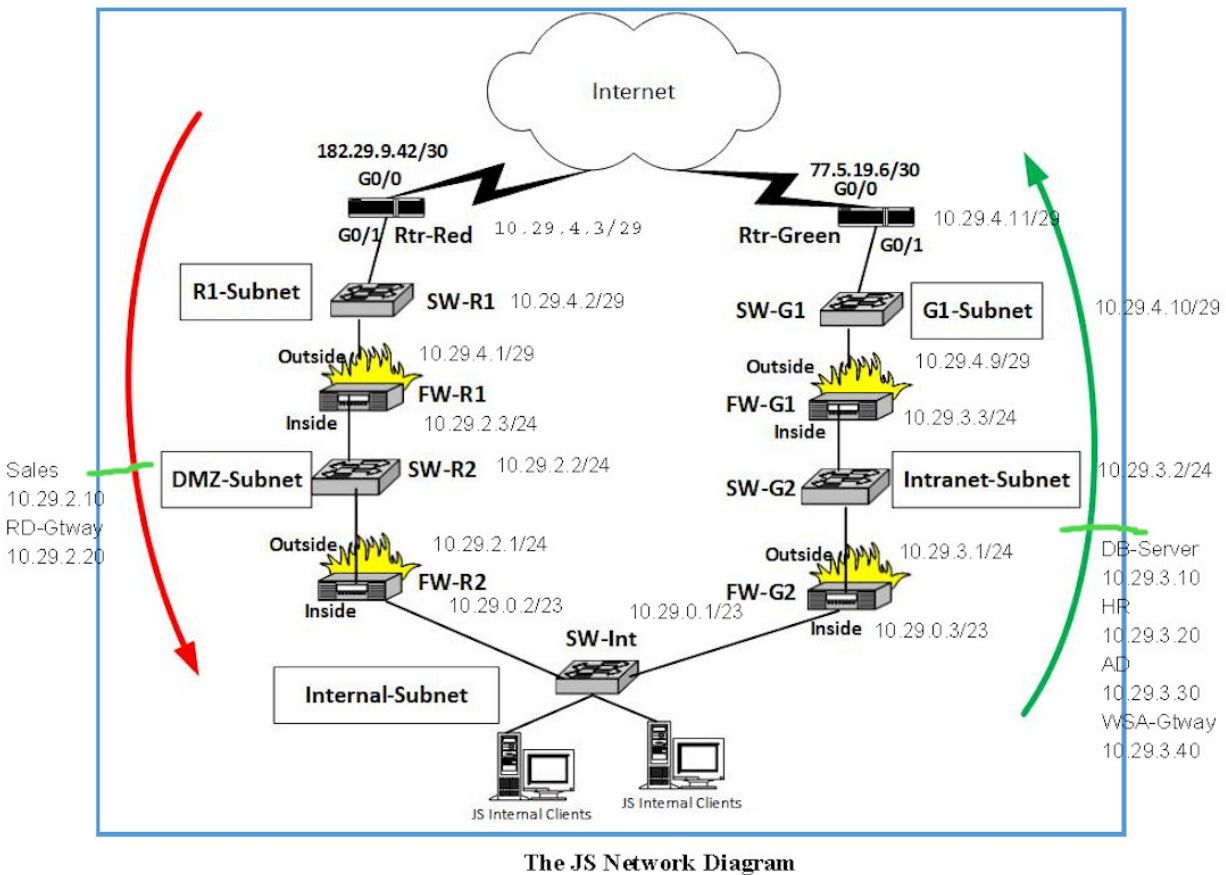 Internet
182.29.9.42/30
G0/0
77.5.19.6/30
G0/0
G0/1
Rtr-Red
10.29.4.3/29
Rtr-Green
G0/1
10.29.4.11/29
R1-Subnet
SW-R1
10.29.4.2/29
SW-G1
G1-Subnet
10.29.4.10/29
Outside
10.29.4.1/29
FW-R1
Inside
10.29.2.3/24
Outside
10.29.4.9/29
FW-G1
Inside
10.29.3.3/24
Sales
10.29.2.10
RD-Gtway
10.29.2.20
DMZ-Subnet
SW-R2
10.29.2.2/24
SW-G2
Intranet-Subnet
10.29.3.2/24
Outside
10.29.2.1/24
FW-R2
Inside
10.29.0.2/23
Outside
10.29.3.1/24
FW-G2
Inside
10.29.0.3/23
DB-Server
10.29.3.10
HR
10.29.3.20
AD
10.29.3.30
WSA-Gtway
10.29.3.40
10.29.0.1/23
SW-Int
Internal-Subnet
JS Internal Clients
JS Internal Clients
The JS Network Diagram